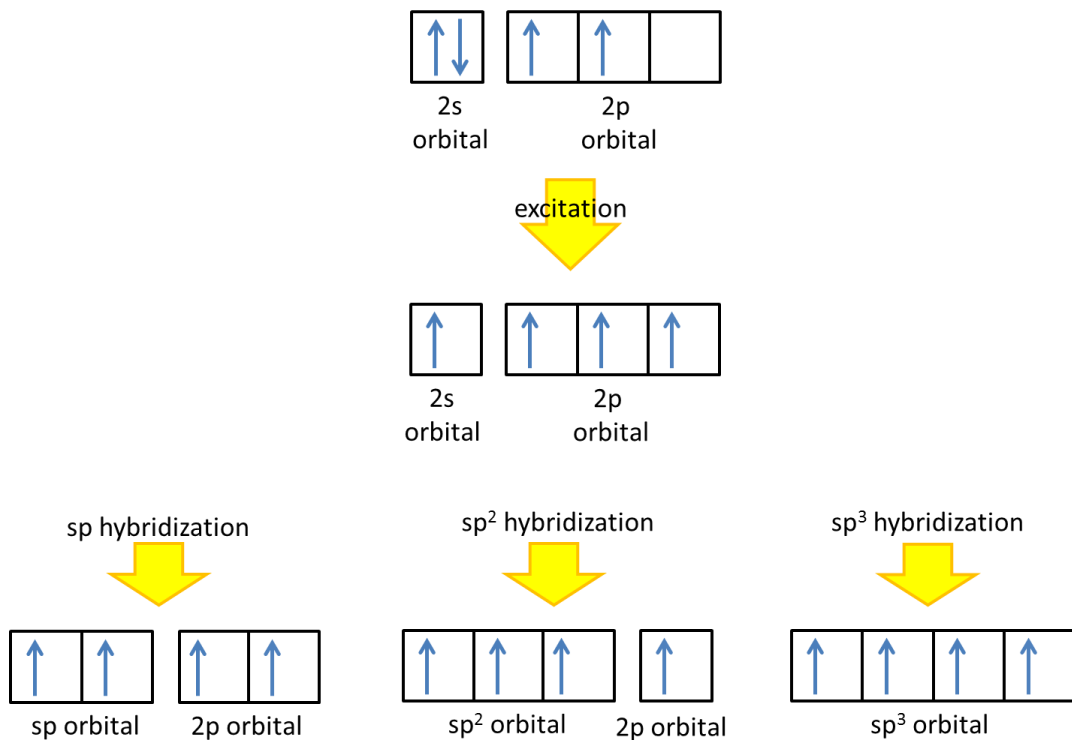 2s
orbital
2p
orbital
excitation
2s
orbital
2p
orbital
sp hybridization
sp² hybridization
sp³ hybridization
sp orbital
2p orbital
sp² orbital
2p orbital
sp³ orbital